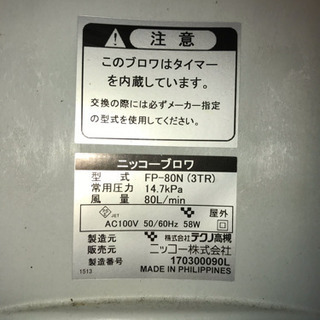 注意
このブロワはタイマー
を内蔵しています。
交換の際には必ずメーカー指定
の型式を使用してください。
ニッコーブロワ
型式 FP-80N (3TR)
常用圧力 14.7kPa
風量 80L/min
JET 屋外
AC100V 50/60Hz 58W
製造元 株式会社テクノ高槻
販売元 ニッコー株式会社
製造番号 170300090L
1513 MADE IN PHILIPPINES